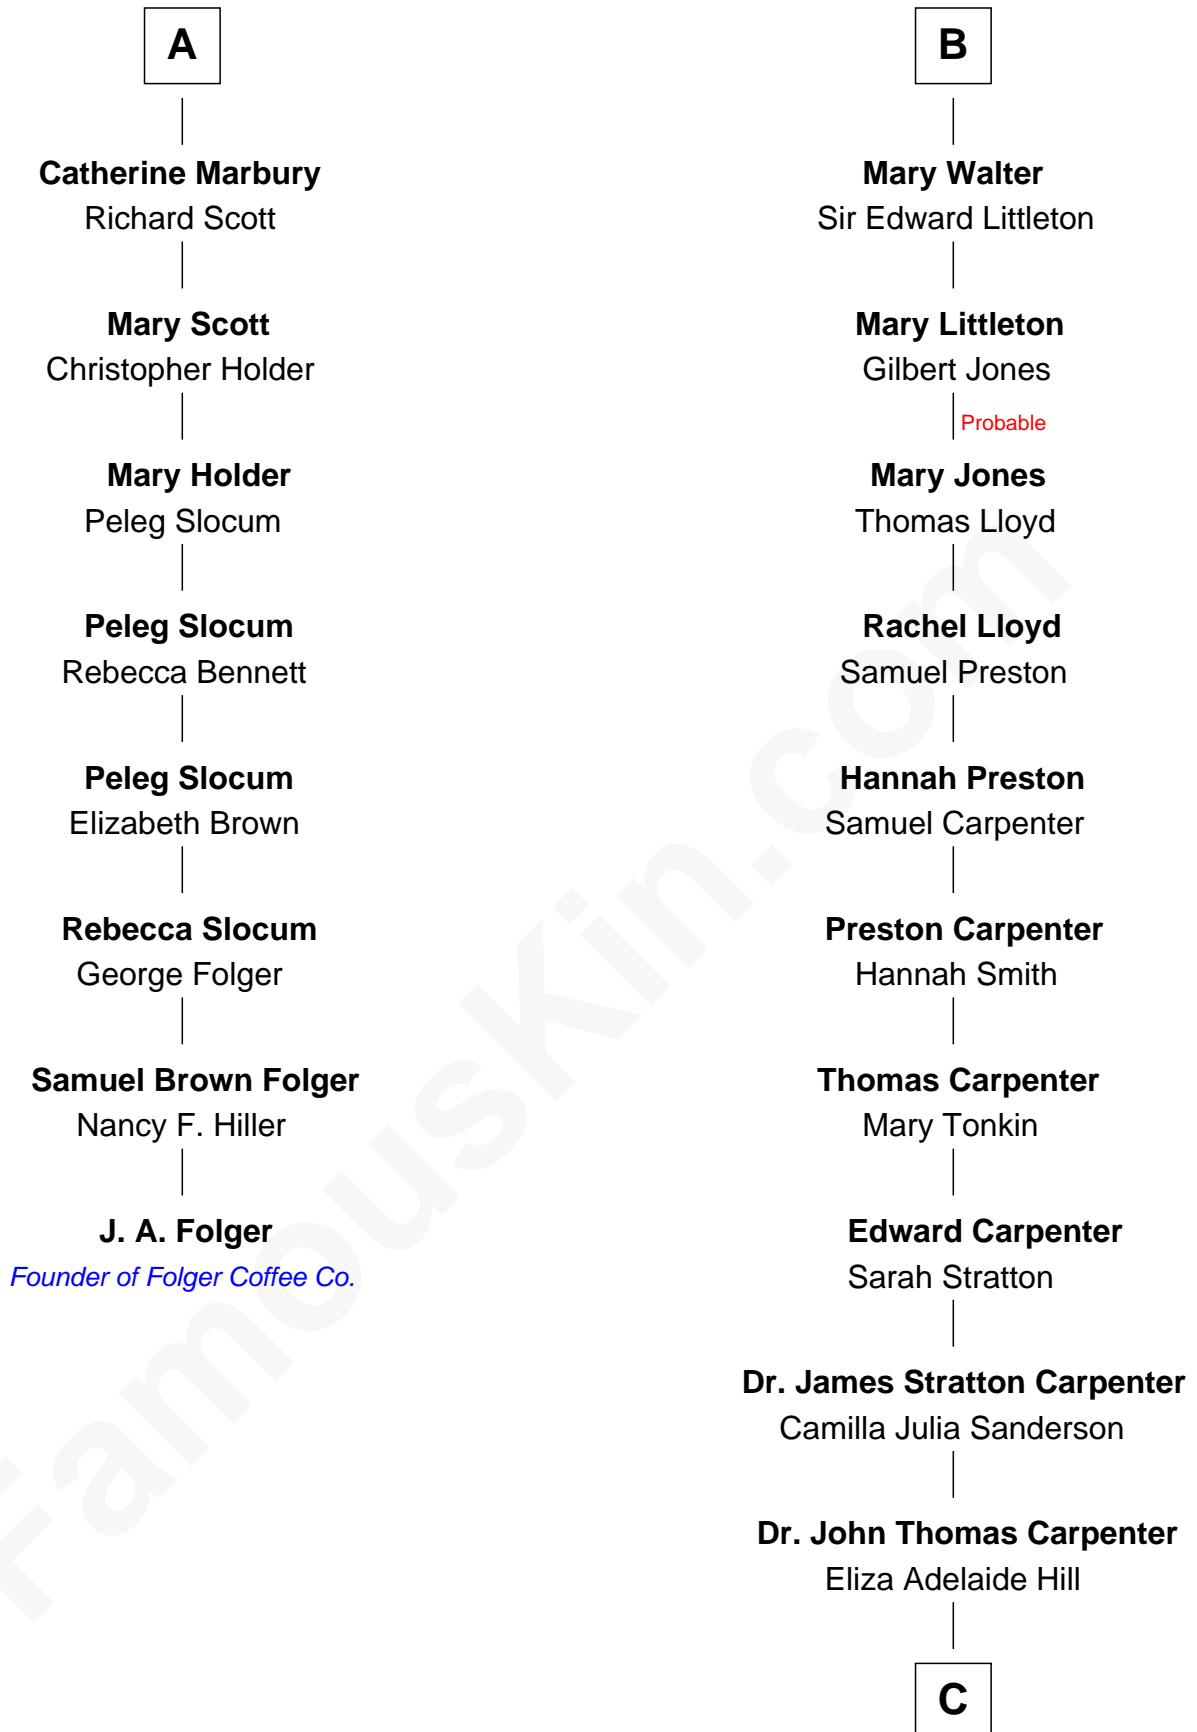 A
Catherine Marbury
Richard Scott
Mary Scott
Christopher Holder
Mary Holder
Peleg Slocum
Peleg Slocum
Rebecca Bennett
Peleg Slocum
Elizabeth Brown
Rebecca Slocum
George Folger
Samuel Brown Folger
Nancy F. Hiller
J. A. Folger
Founder of Folger Coffee Co.
B
Mary Walter
Sir Edward Littleton
Mary Littleton
Gilbert Jones
Probable
Mary Jones
Thomas Lloyd
Rachel Lloyd
Samuel Preston
Hannah Preston
Samuel Carpenter
Preston Carpenter
Hannah Smith
Thomas Carpenter
Mary Tonkin
Edward Carpenter
Sarah Stratton
Dr. James Stratton Carpenter
Camilla Julia Sanderson
Dr. John Thomas Carpenter
Eliza Adelaide Hill
C
FamousKin.com